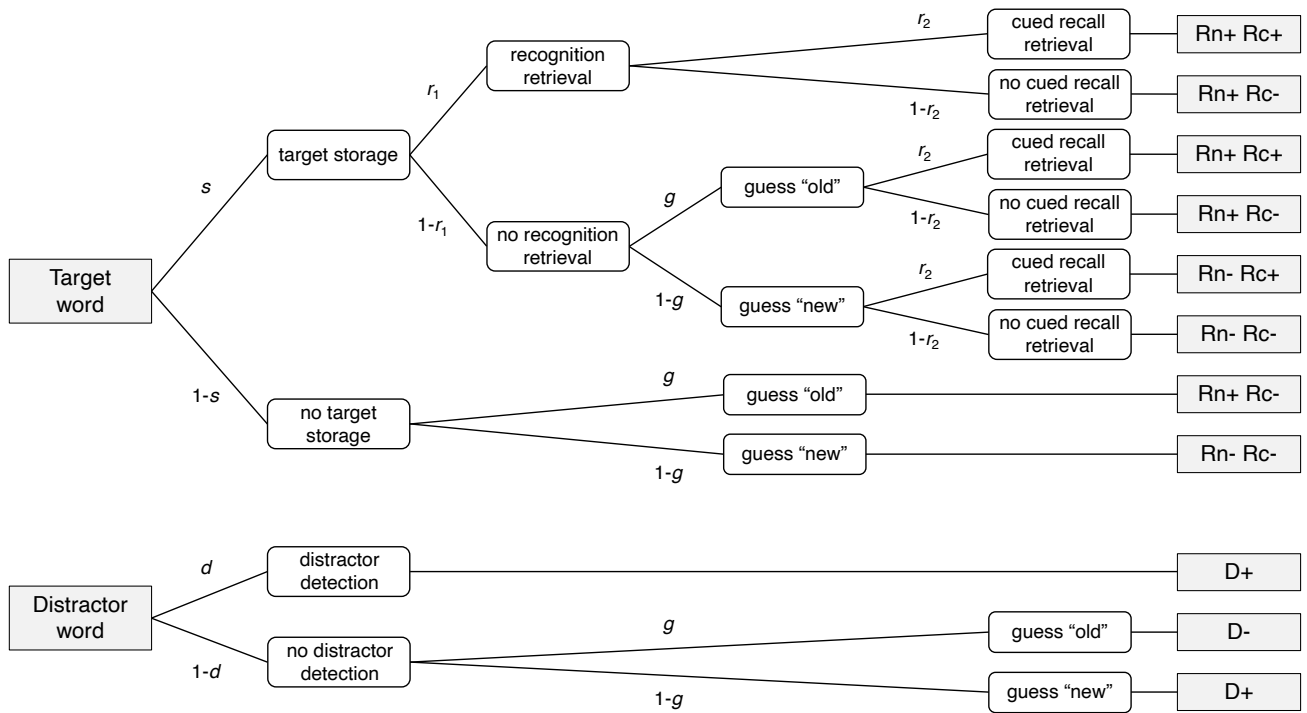 r₂
cued recall
retrieval
Rn+ Rc+
recognition
retrieval
r₁
no cued recall
retrieval
Rn+ Rc-
1-r₂
target storage
r₂
cued recall
retrieval
Rn+ Rc+
s
g
guess “old”
1-r₂
no cued recall
retrieval
Rn+ Rc-
1-r₁
no recognition
retrieval
r₂
cued recall
retrieval
Rn- Rc+
Target
word
1-g
guess “new”
1-r₂
no cued recall
retrieval
Rn- Rc-
1-s
g
guess “old”
Rn+ Rc-
no target
storage
1-g
guess “new”
Rn- Rc-
d
distractor
detection
D+
Distractor
word
g
guess “old”
D-
1-d
no distractor
detection
1-g
guess “new”
D+